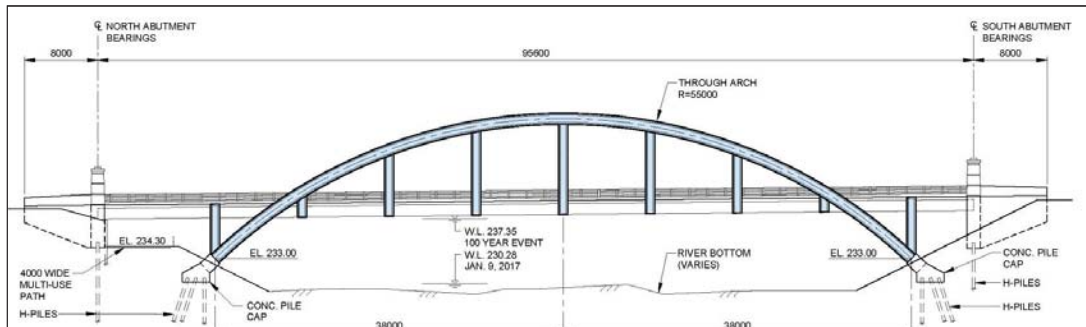 ℄ NORTH ABUTMENT
BEARINGS
℄ SOUTH ABUTMENT
BEARINGS
8000
95600
8000
THROUGH ARCH
R=55000
W.L. 237.35
100 YEAR EVENT
W.L. 230.28
JAN. 9, 2017
EL. 234.30
EL. 233.00
RIVER BOTTOM
(VARIES)
EL. 233.00
4000 WIDE
MULTI-USE
PATH
H-PILES
CONC. PILE
CAP
CONC. PILE
CAP
H-PILES
H-PILES
38000
38000